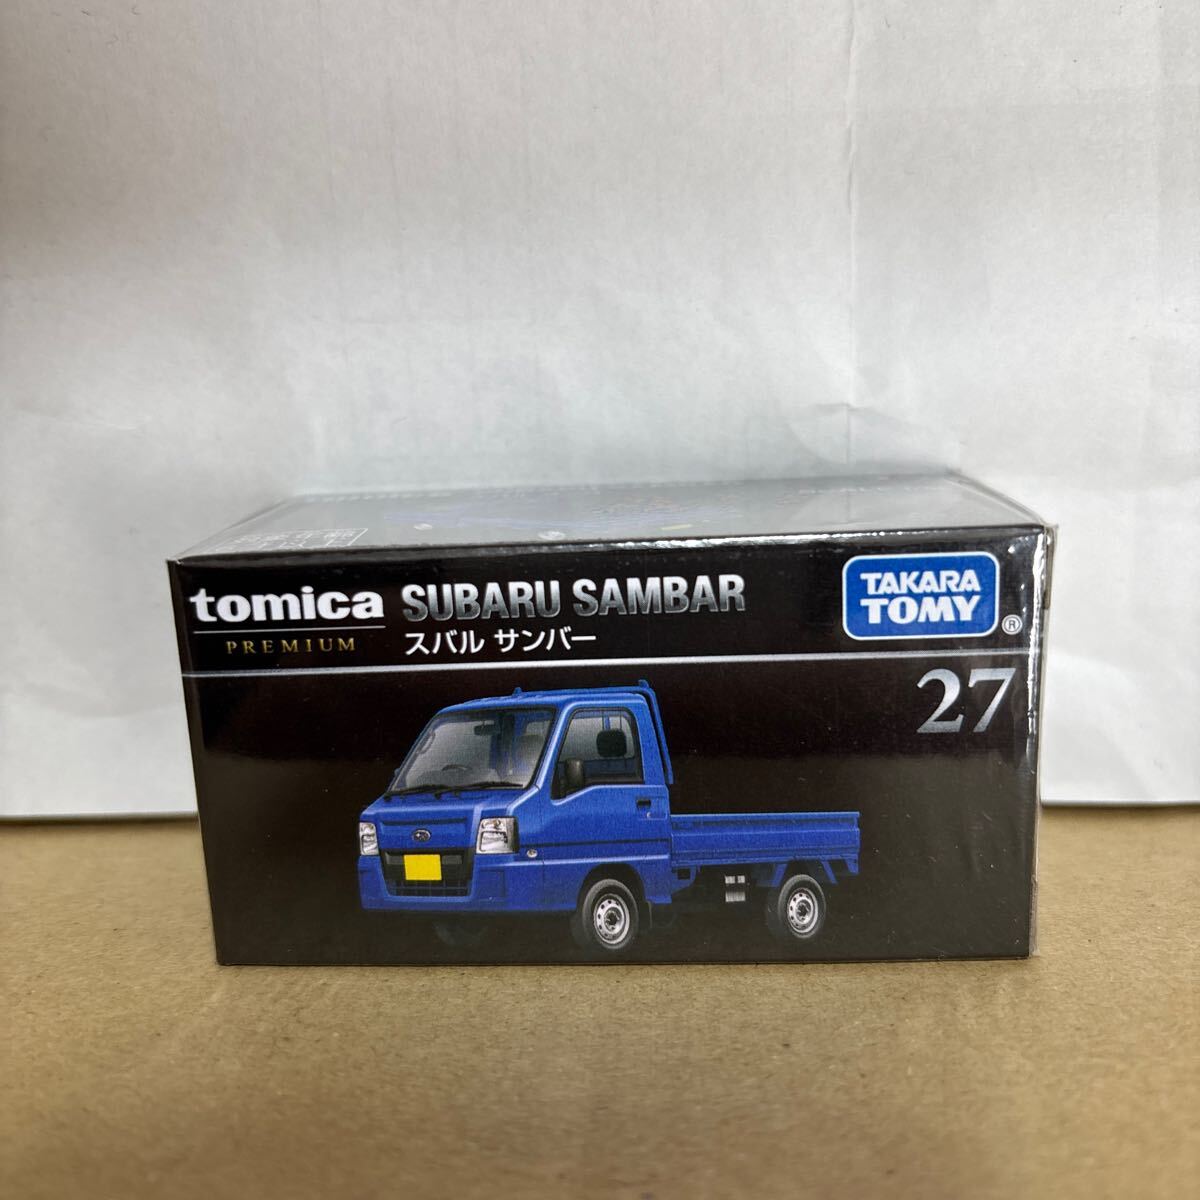 tomica
PREMIUM
SUBARU SAMBAR
スバル サンバー
TAKARA
TOMY
®
27